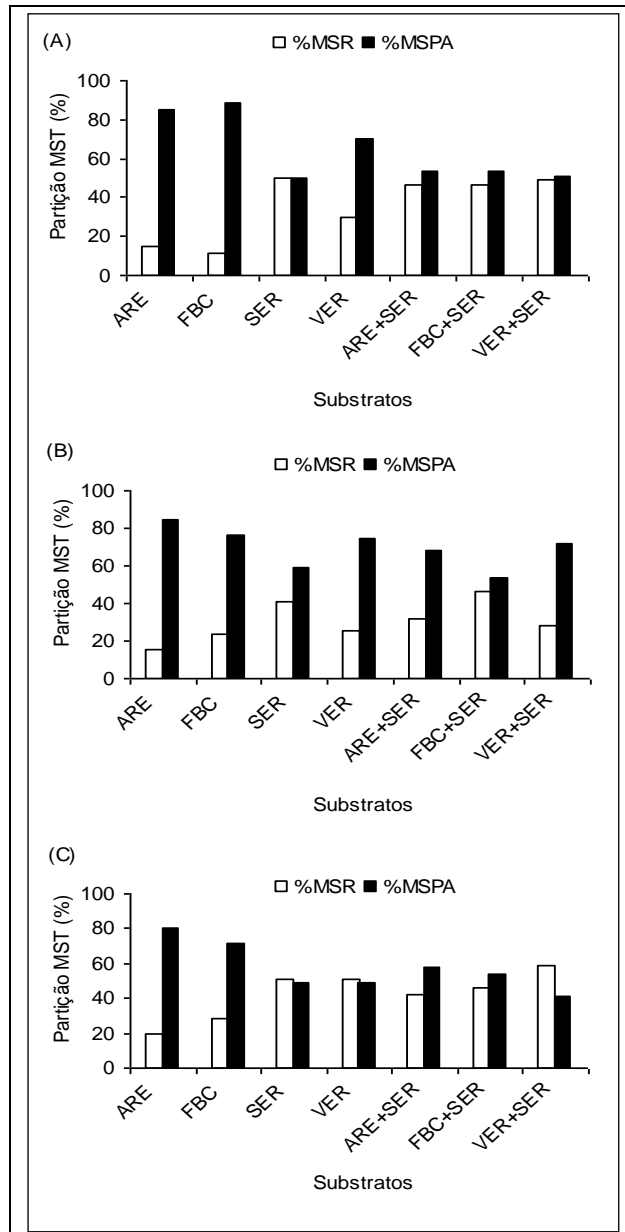 (A)
%MSR %MSPA
Partição MST (%)
100
80
60
40
20
0
ARE FBC SER VER ARE+SER FBC+SER VER+SER
Substratos
(B)
%MSR %MSPA
Partição MST (%)
100
80
60
40
20
0
ARE FBC SER VER ARE+SER FBC+SER VER+SER
Substratos
(C)
%MSR %MSPA
Partição MST (%)
100
80
60
40
20
0
ARE FBC SER VER ARE+SER FBC+SER VER+SER
Substratos